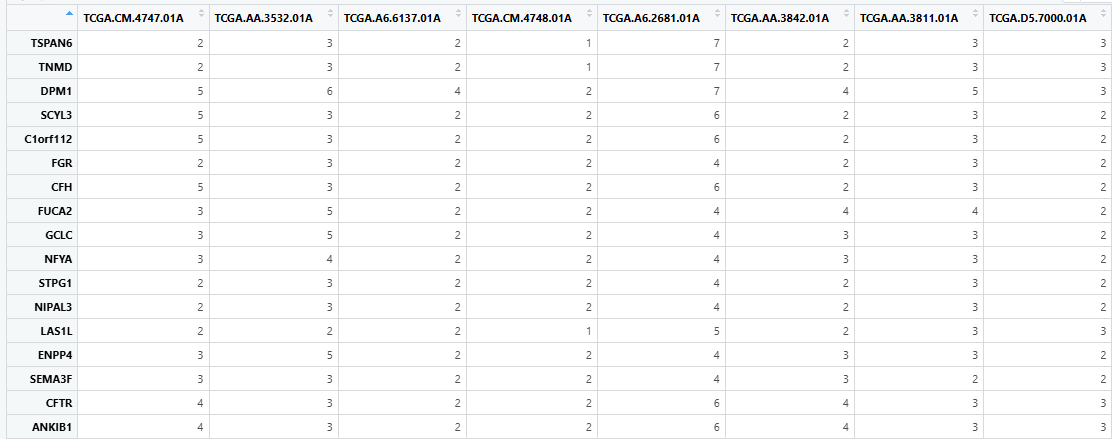 TCGA.CM.4747.01A TCGA.AA.3532.01A TCGA.A6.6137.01A TCGA.CM.4748.01A TCGA.A6.2681.01A TCGA.AA.3842.01A TCGA.AA.3811.01A TCGA.D5.7000.01A
TSPAN6 2 3 2 1 7 2 3 3
TNMD 2 3 2 1 7 2 3 3
DPM1 5 6 4 2 7 4 5 3
SCYL3 5 3 2 2 6 2 3 2
C1orf112 5 3 2 2 6 2 3 2
FGR 2 3 2 2 4 2 3 2
CFH 5 3 2 2 6 2 3 2
FUCA2 3 5 2 2 4 4 4 2
GCLC 3 5 2 2 4 3 3 2
NFYA 3 4 2 2 4 3 3 2
STPG1 2 3 2 2 4 2 3 2
NIPAL3 2 3 2 2 4 2 3 2
LAS1L 2 2 2 1 5 2 3 3
ENPP4 3 5 2 2 4 3 3 2
SEMA3F 3 3 2 2 4 3 2 2
CFTR 4 3 2 2 6 4 3 3
ANKIB1 4 3 2 2 6 4 3 3